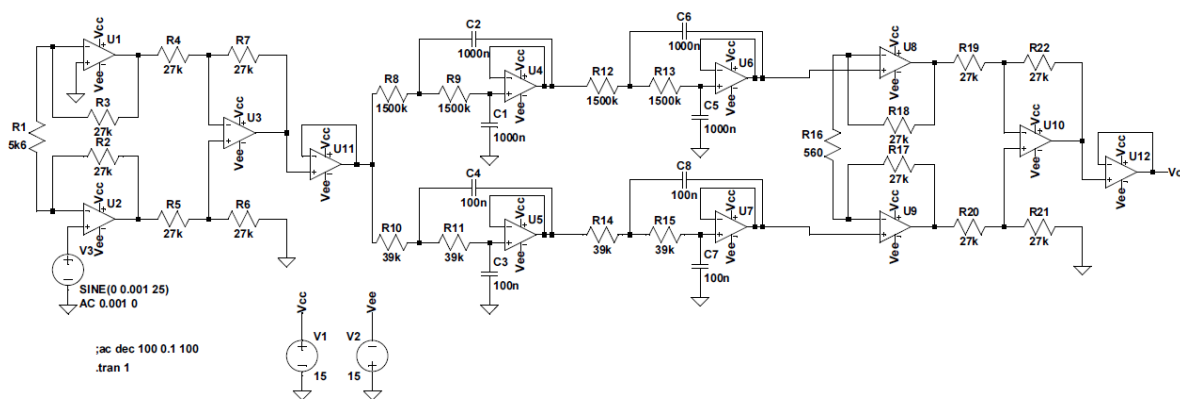 C2
1000n
C6
1000n
Vcc
U1
R4
27k
R7
27k
Vee
Vcc
U4
Vee
Vcc
U6
Vee
Vcc
U8
Vee
R19
27k
R22
27k
R3
27k
R8
1500k
R9
1500k
R12
1500k
R13
1500k
C1
1000n
C5
1000n
R1
5k6
Vcc
U3
Vee
R2
27k
Vcc
U11
Vee
R16
560
R18
27k
R17
27k
Vcc
U10
Vee
Vcc
U12
Vee
C4
100n
C8
100n
Vcc
U2
Vee
R5
27k
R6
27k
R10
39k
R11
39k
Vcc
U5
Vee
R14
39k
R15
39k
Vcc
U7
Vee
Vcc
U9
Vee
R20
27k
R21
27k
V3
C3
100n
C7
100n
SINE(0 0.001 25)
AC 0.001 0
Vcc
Vee
V1
15
V2
15
;ac dec 100 0.1 100
.tran 1